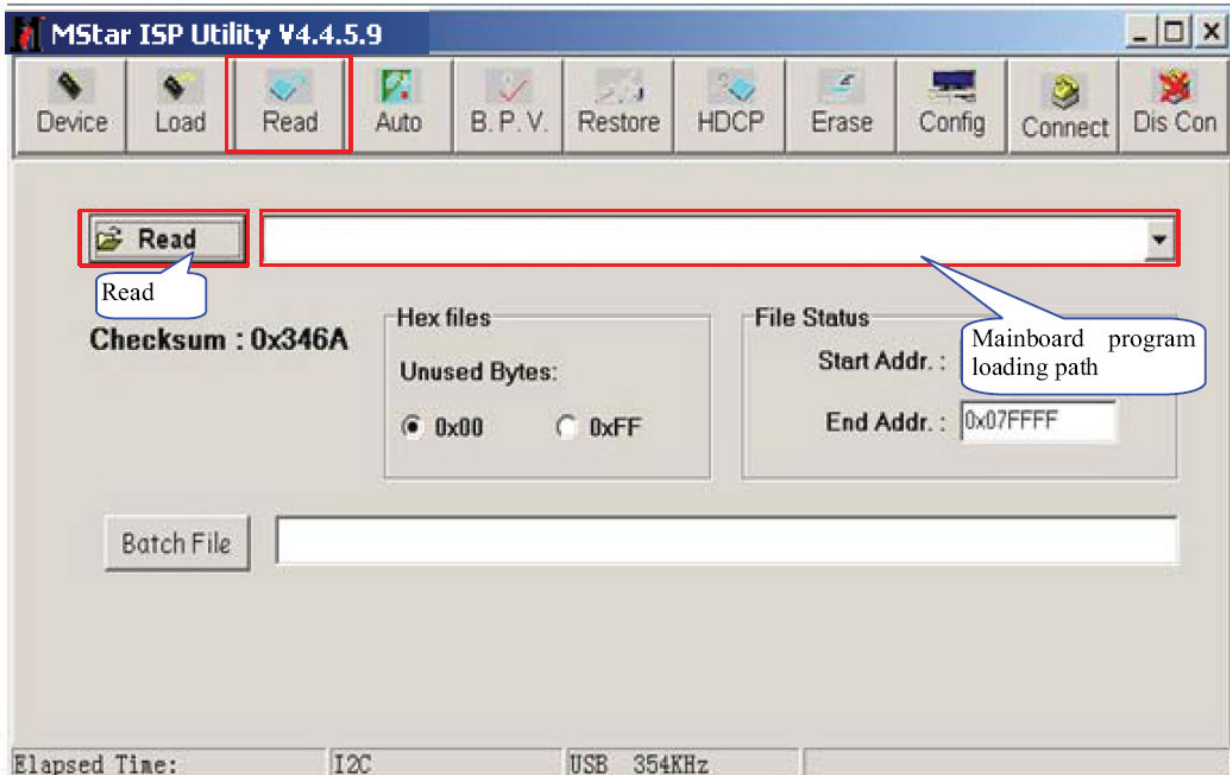 MStar ISP Utility V4.4.5.9
Device Load Read Auto B. P. V. Restore HDCP Erase Config Connect Dis Con
Read
Read
Checksum : 0x346A
Hex files
Unused Bytes:
0x00 0xFF
File Status
Start Addr. :
Mainboard program
loading path
End Addr. : 0x07FFFF
Batch File
Elapsed Time: I2C USB 354KHz